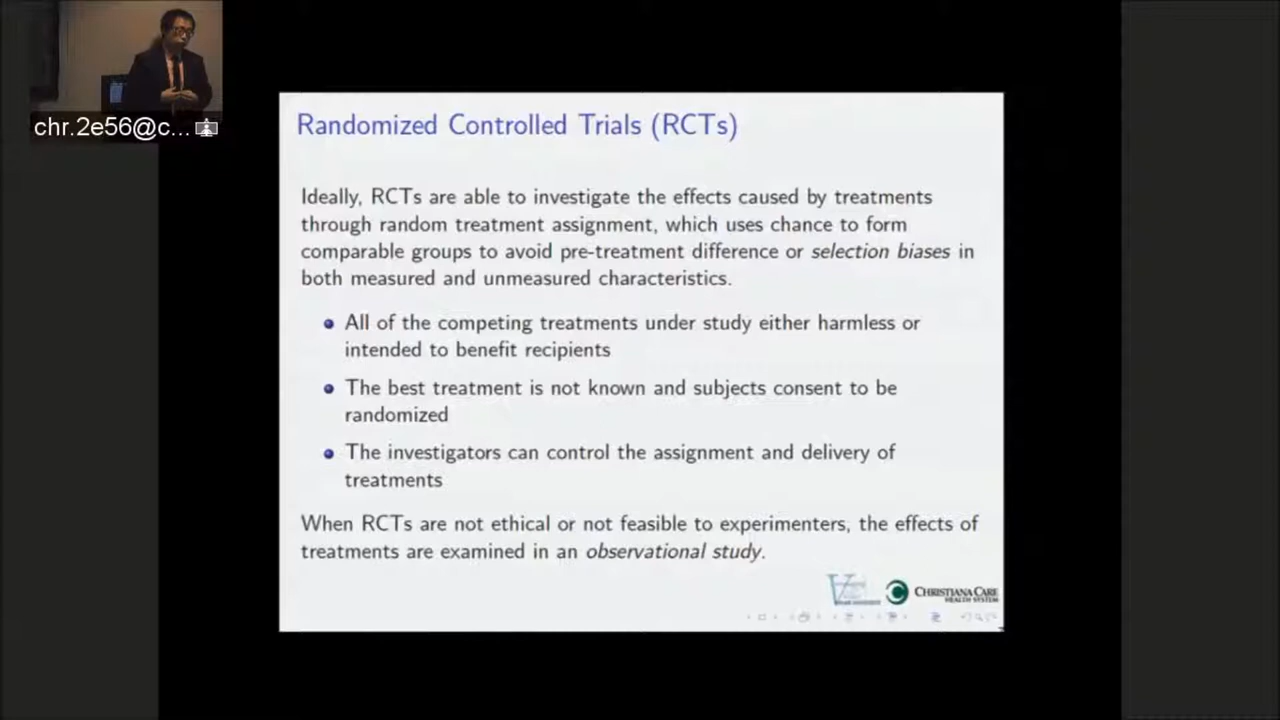 chr.2e56@c...
Randomized Controlled Trials (RCTs)
Ideally, RCTs are able to investigate the effects caused by treatments
through random treatment assignment, which uses chance to form
comparable groups to avoid pre-treatment difference or selection biases in
both measured and unmeasured characteristics.
All of the competing treatments under study either harmless or
intended to benefit recipients
The best treatment is not known and subjects consent to be
randomized
The investigators can control the assignment and delivery of
treatments
When RCTs are not ethical or not feasible to experimenters, the effects of
treatments are examined in an observational study.
CHRISTIANA CARE
HEALTH SYSTEM